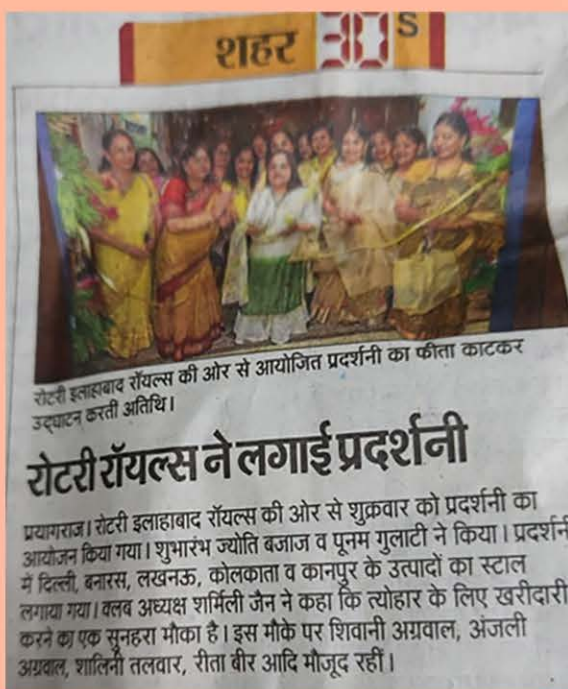 शहर 30s
रोटरी इलाहाबाद रॉयल्स की ओर से आयोजित प्रदर्शनी का फीता काटकर
उद्घाटन करती अतिथि।
रोटरी रॉयल्स ने लगाई प्रदर्शनी
प्रयागराज। रोटरी इलाहाबाद रॉयल्स की ओर से शुक्रवार को प्रदर्शनी का
आयोजन किया गया। शुभारंभ ज्योति बजाज व पूनम गुलाटी ने किया। प्रदर्शनी
में दिल्ली, बनारस, लखनऊ, कोलकाता व कानपुर के उत्पादों का स्टाल
लगाया गया। क्लब अध्यक्ष शर्मिली जैन ने कहा कि त्योहार के लिए खरीदारी
करने का एक सुनहरा मौका है। इस मौके पर शिवानी अग्रवाल, अंजली
अग्रवाल, शालिनी तलवार, रीता बीर आदि मौजूद रहीं।